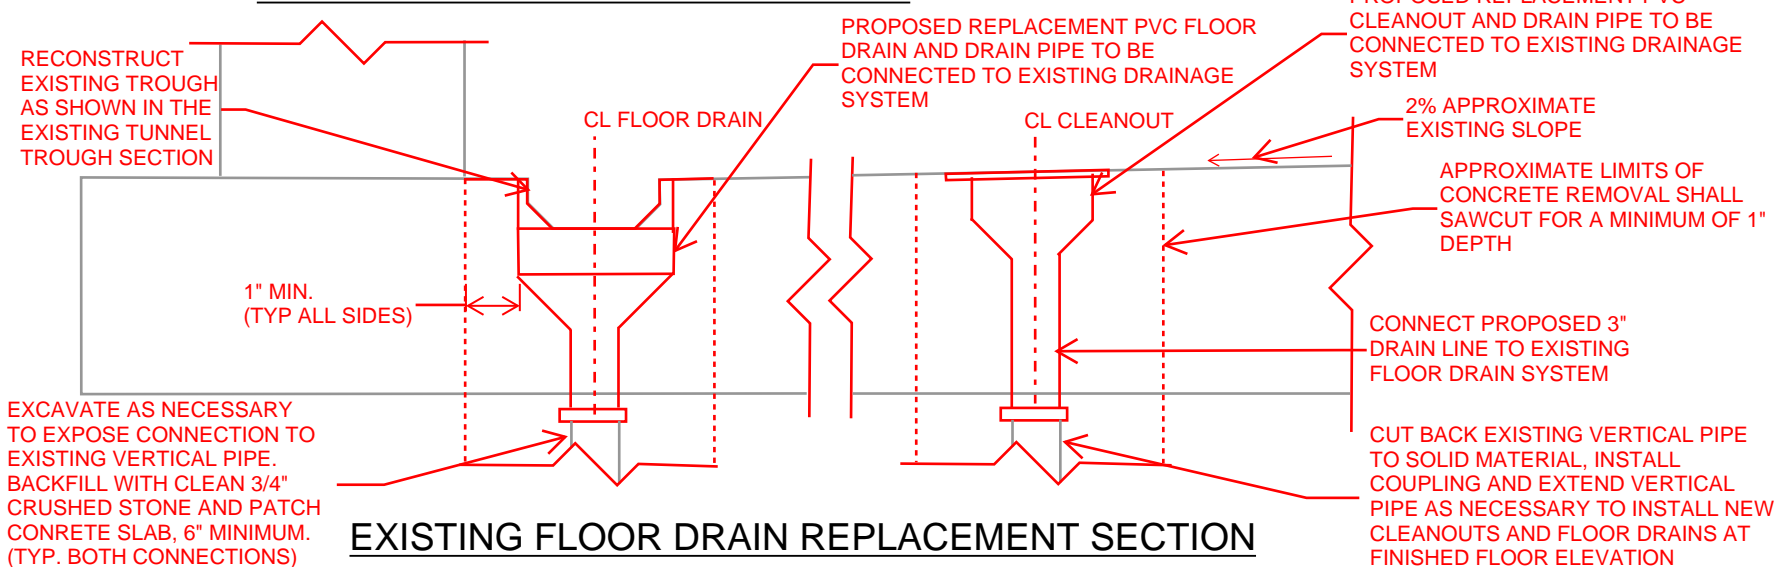 RECONSTRUCT
EXISTING TROUGH
AS SHOWN IN THE
EXISTING TUNNEL
TROUGH SECTION
PROPOSED REPLACEMENT PVC FLOOR
DRAIN AND DRAIN PIPE TO BE
CONNECTED TO EXISTING DRAINAGE
SYSTEM
PROPOSED REPLACEMENT PVC
CLEANOUT AND DRAIN PIPE TO BE
CONNECTED TO EXISTING DRAINAGE
SYSTEM
CL FLOOR DRAIN
CL CLEANOUT
2% APPROXIMATE
EXISTING SLOPE
APPROXIMATE LIMITS OF
CONCRETE REMOVAL SHALL
SAWCUT FOR A MINIMUM OF 1"
DEPTH
1" MIN.
(TYP ALL SIDES)
CONNECT PROPOSED 3"
DRAIN LINE TO EXISTING
FLOOR DRAIN SYSTEM
EXCAVATE AS NECESSARY
TO EXPOSE CONNECTION TO
EXISTING VERTICAL PIPE.
BACKFILL WITH CLEAN 3/4"
CRUSHED STONE AND PATCH
CONRETE SLAB, 6" MINIMUM.
(TYP. BOTH CONNECTIONS)
CUT BACK EXISTING VERTICAL PIPE
TO SOLID MATERIAL, INSTALL
COUPLING AND EXTEND VERTICAL
PIPE AS NECESSARY TO INSTALL NEW
CLEANOUTS AND FLOOR DRAINS AT
FINISHED FLOOR ELEVATION
EXISTING FLOOR DRAIN REPLACEMENT SECTION